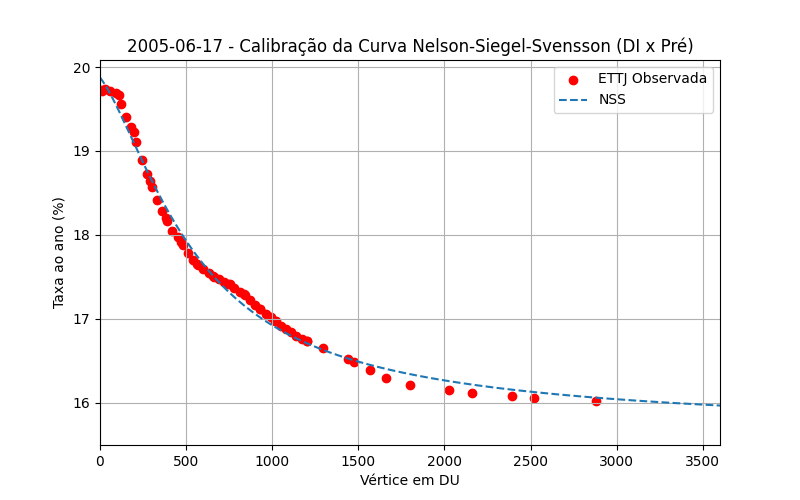 2005-06-17 - Calibração da Curva Nelson-Siegel-Svensson (DI x Pré)
ETTJ Observada
NSS
Taxa ao ano (%)
20
19
18
17
16
0 500 1000 1500 2000 2500 3000 3500
Vértice em DU